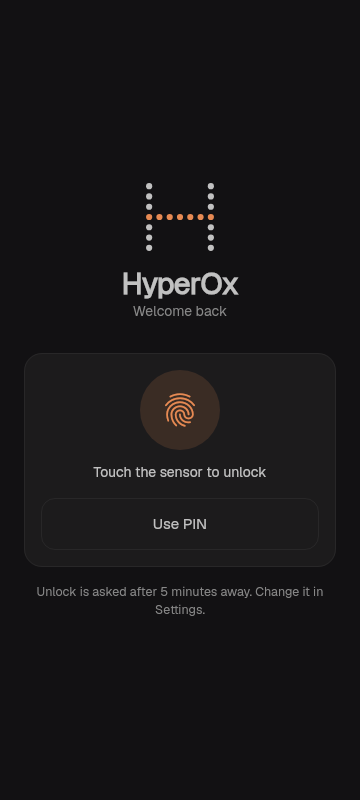 HyperOx
Welcome back
Touch the sensor to unlock
Use PIN
Unlock is asked after 5 minutes away. Change it in
Settings.